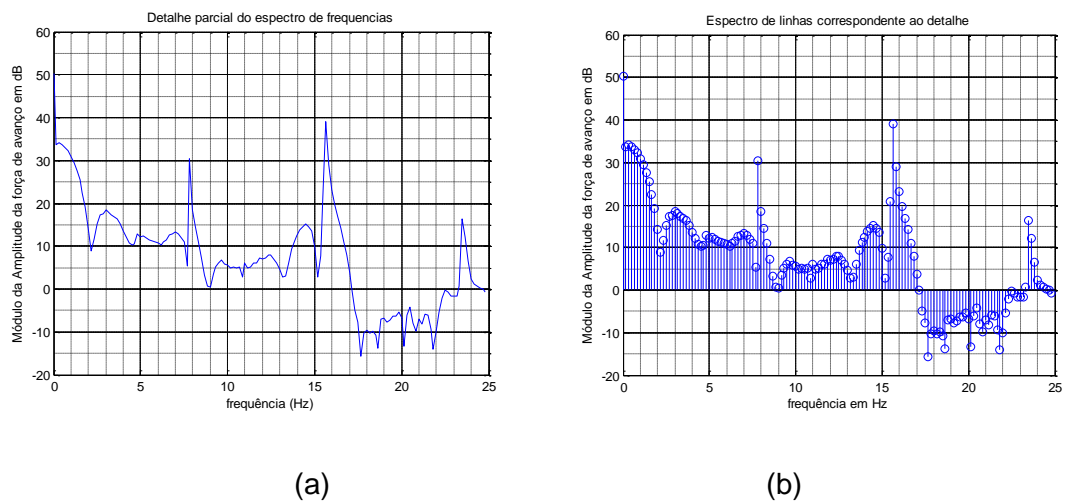 Detalhe parcial do espectro de frequencias
60
50
40
30
20
10
0
-10
-20
0 5 10 15 20 25
Módulo da Amplitude da força de avanço em dB
frequência (Hz)
(a)
Espectro de linhas correspondente ao detalhe
60
50
40
30
20
10
0
-10
-20
0 5 10 15 20 25
Módulo da Amplitude da força de avanço em dB
frequência em Hz
(b)